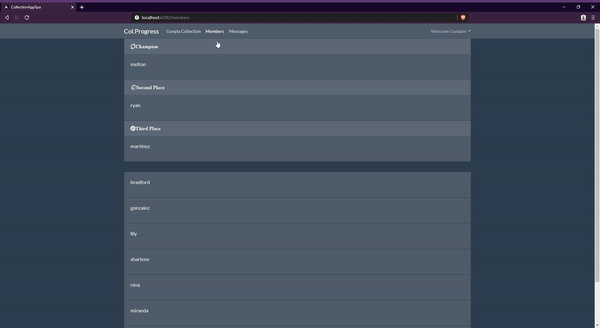 CollectionAppSpa
localhost:4200/members
Col.Progress Gunpla Collection Members Messages Welcome Gundam
Champion
melton
Second Place
ryan
Third Place
martinez
bradford
gonzalez
lily
sharlene
nina
miranda